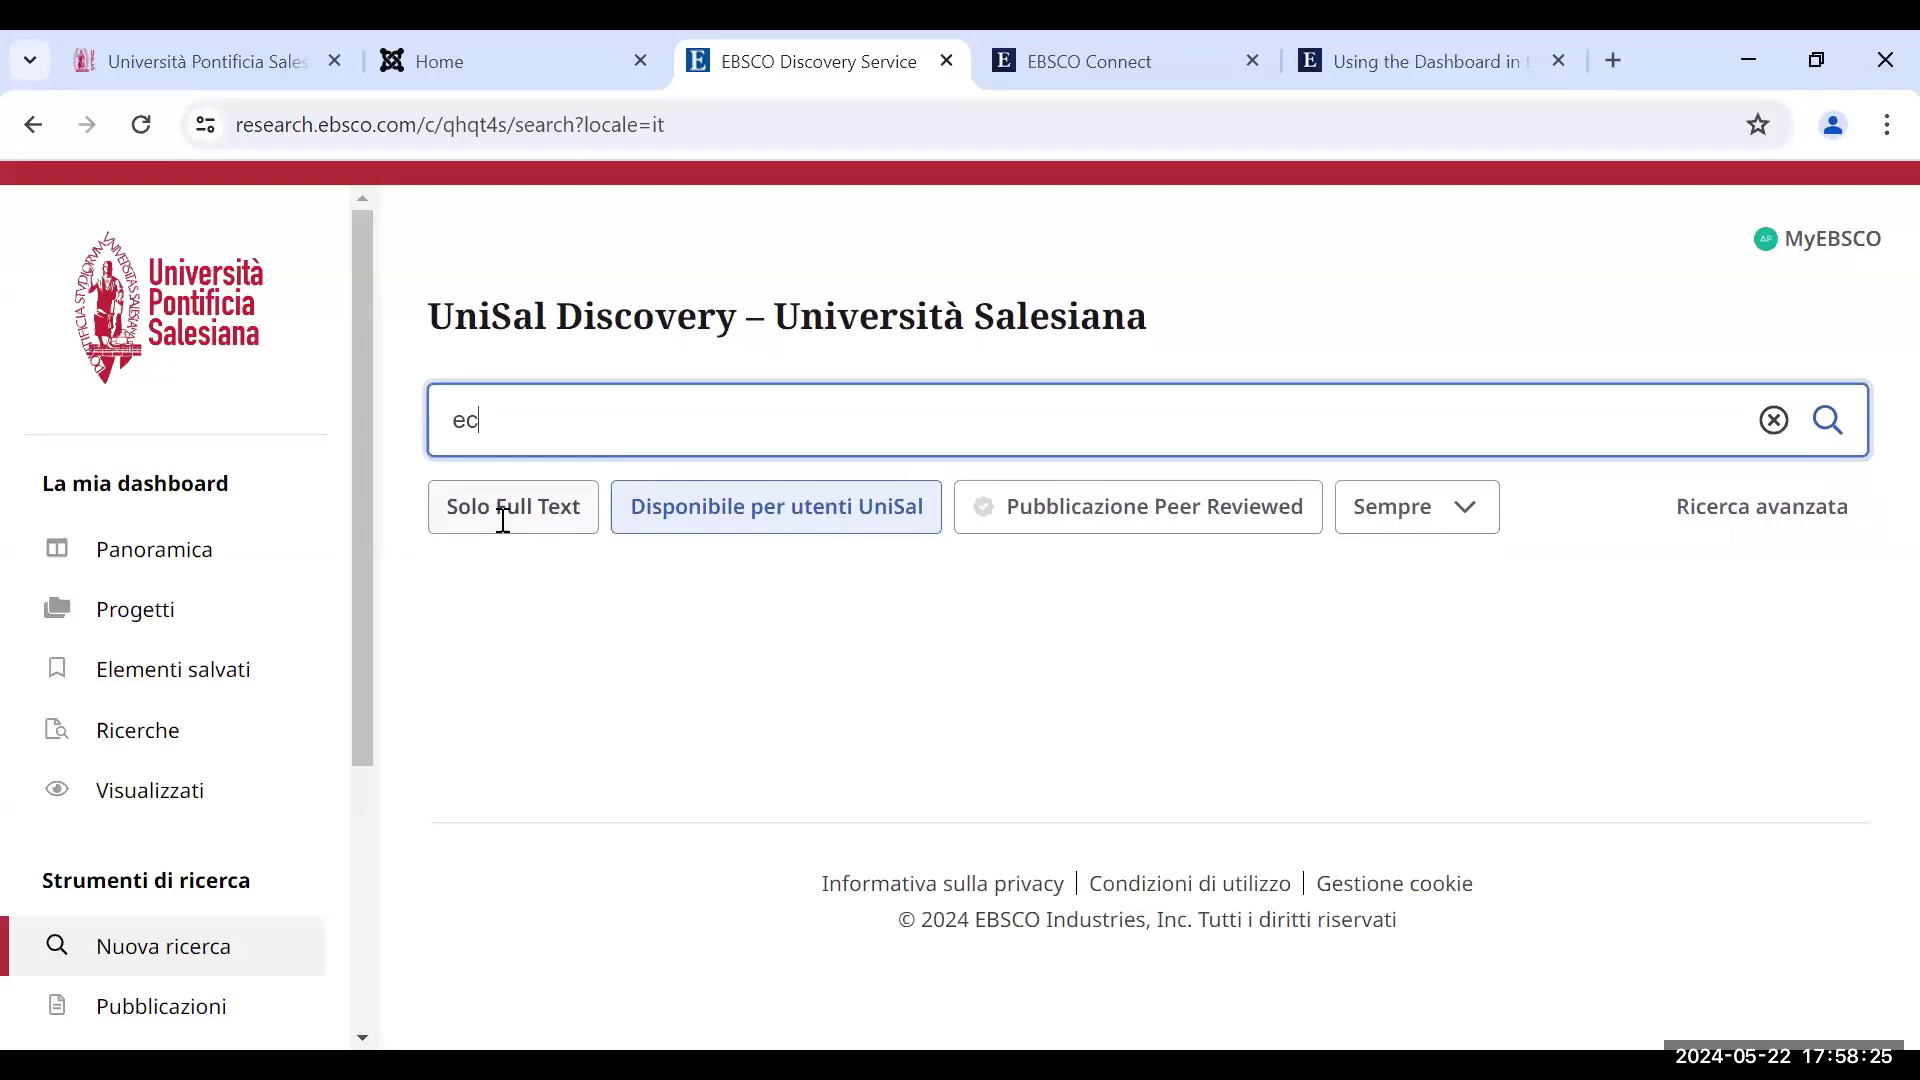 Università Pontificia Sales
Home
EBSCO Discovery Service
EBSCO Connect
Using the Dashboard in t
research.ebsco.com/c/qhqt4s/search?locale=it
Università
Pontificia
Salesiana
AP MyEBSCO
UniSal Discovery – Università Salesiana
ec
Solo Full Text
Disponibile per utenti UniSal
Pubblicazione Peer Reviewed
Sempre
Ricerca avanzata
La mia dashboard
Panoramica
Progetti
Elementi salvati
Ricerche
Visualizzati
Strumenti di ricerca
Nuova ricerca
Pubblicazioni
Informativa sulla privacy | Condizioni di utilizzo | Gestione cookie
© 2024 EBSCO Industries, Inc. Tutti i diritti riservati
2024-05-22 17:58:25